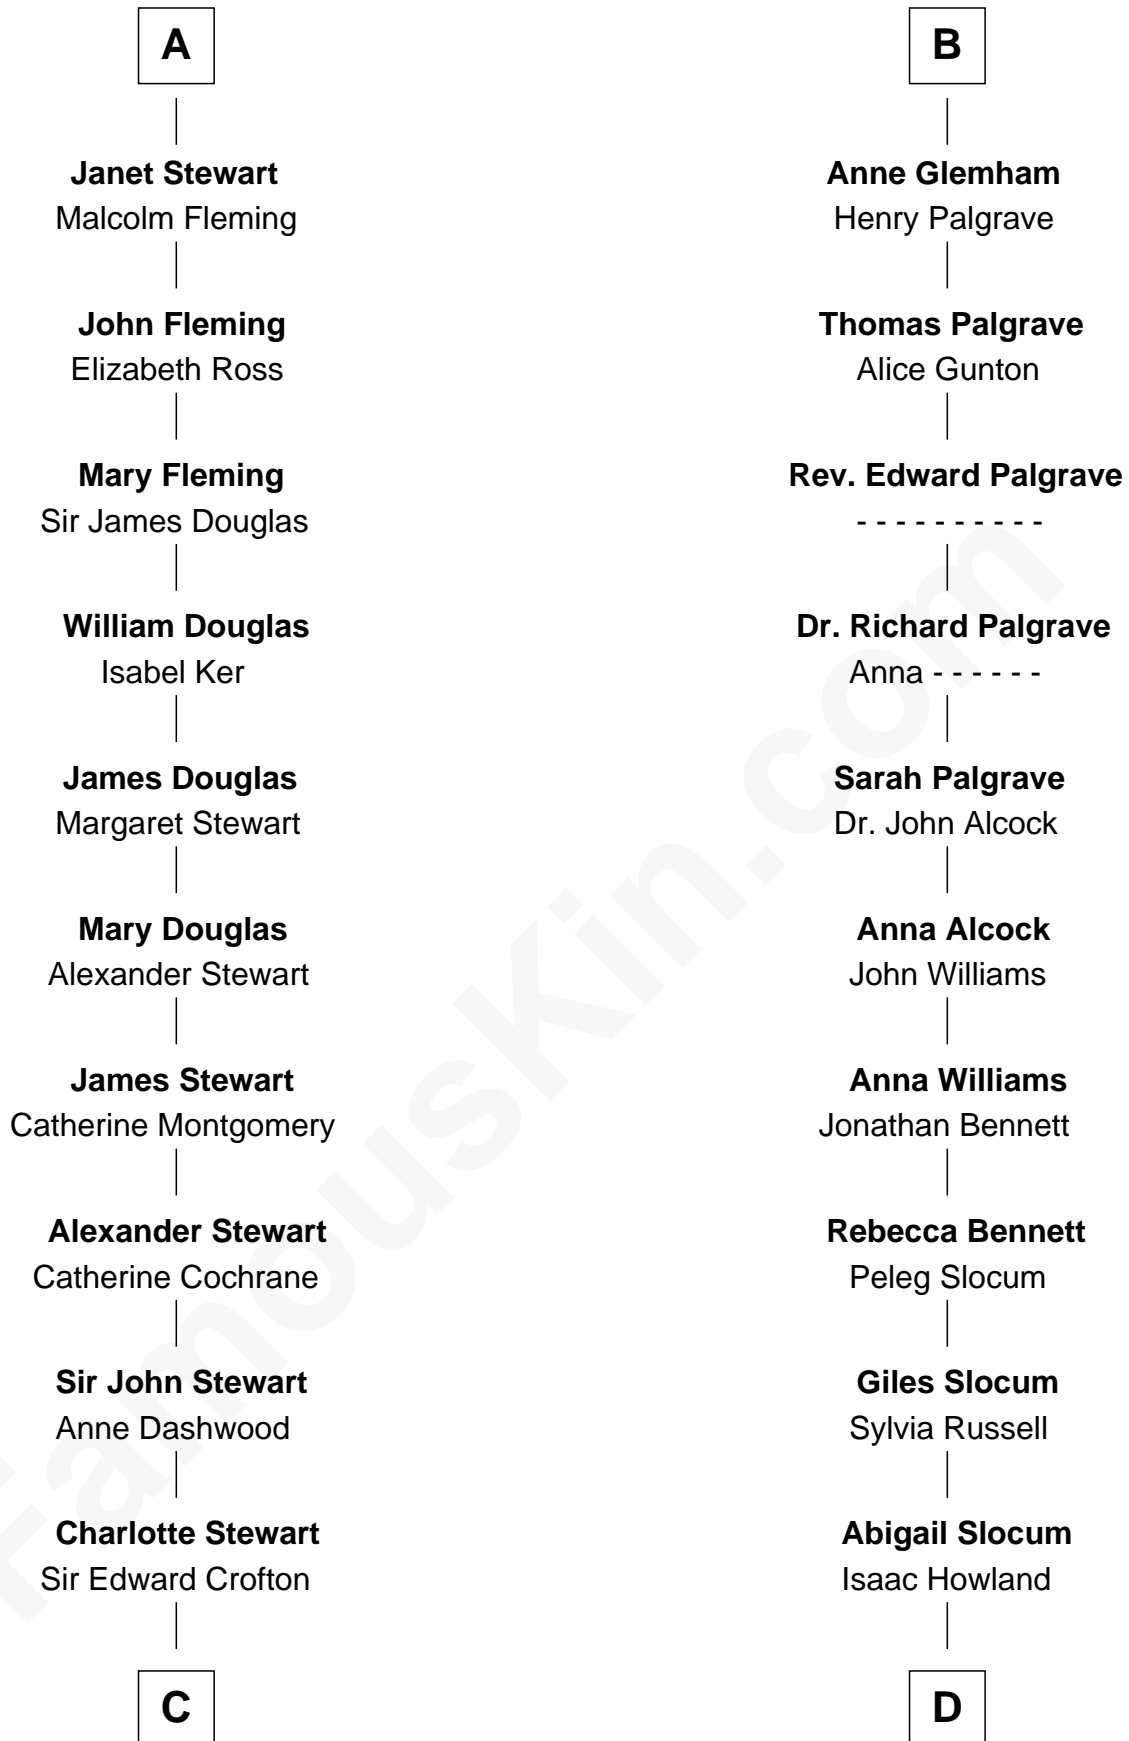 A
Janet Stewart
Malcolm Fleming
John Fleming
Elizabeth Ross
Mary Fleming
Sir James Douglas
William Douglas
Isabel Ker
James Douglas
Margaret Stewart
Mary Douglas
Alexander Stewart
James Stewart
Catherine Montgomery
Alexander Stewart
Catherine Cochrane
Sir John Stewart
Anne Dashwood
Charlotte Stewart
Sir Edward Crofton
C
B
Anne Glemham
Henry Palgrave
Thomas Palgrave
Alice Gunton
Rev. Edward Palgrave
- - - - - - - - - -
Dr. Richard Palgrave
Anna - - - - - -
Sarah Palgrave
Dr. John Alcock
Anna Alcock
John Williams
Anna Williams
Jonathan Bennett
Rebecca Bennett
Peleg Slocum
Giles Slocum
Sylvia Russell
Abigail Slocum
Isaac Howland
D
FamousKin.com